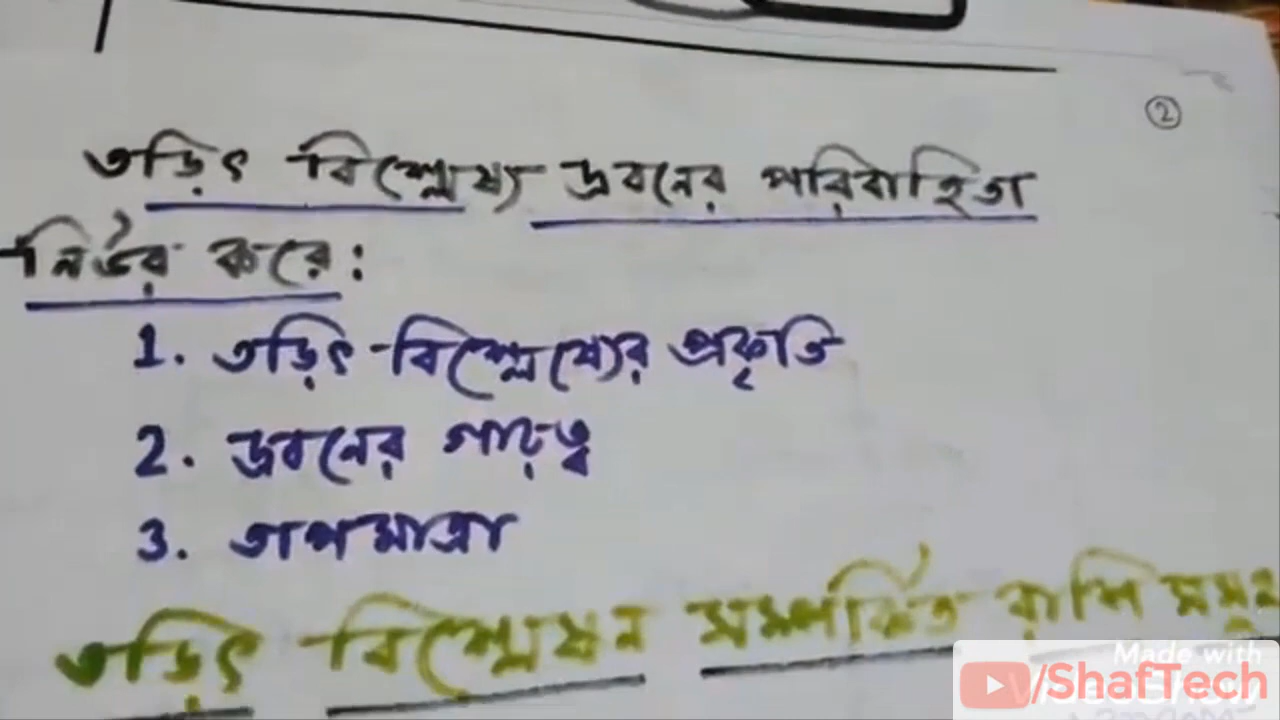 ②
তড়িৎ বিশ্লেষ্য দ্রবনের পরিবাহিতা
নির্ভর করে:
1. তড়িৎ-বিশ্লেষ্যের প্রকৃতি
2. দ্রবনের গাঢ়ত্ব
3. তাপমাত্রা
তড়িৎ বিশ্লেষন সম্পর্কিত রাশি
Made with
/ShafTech